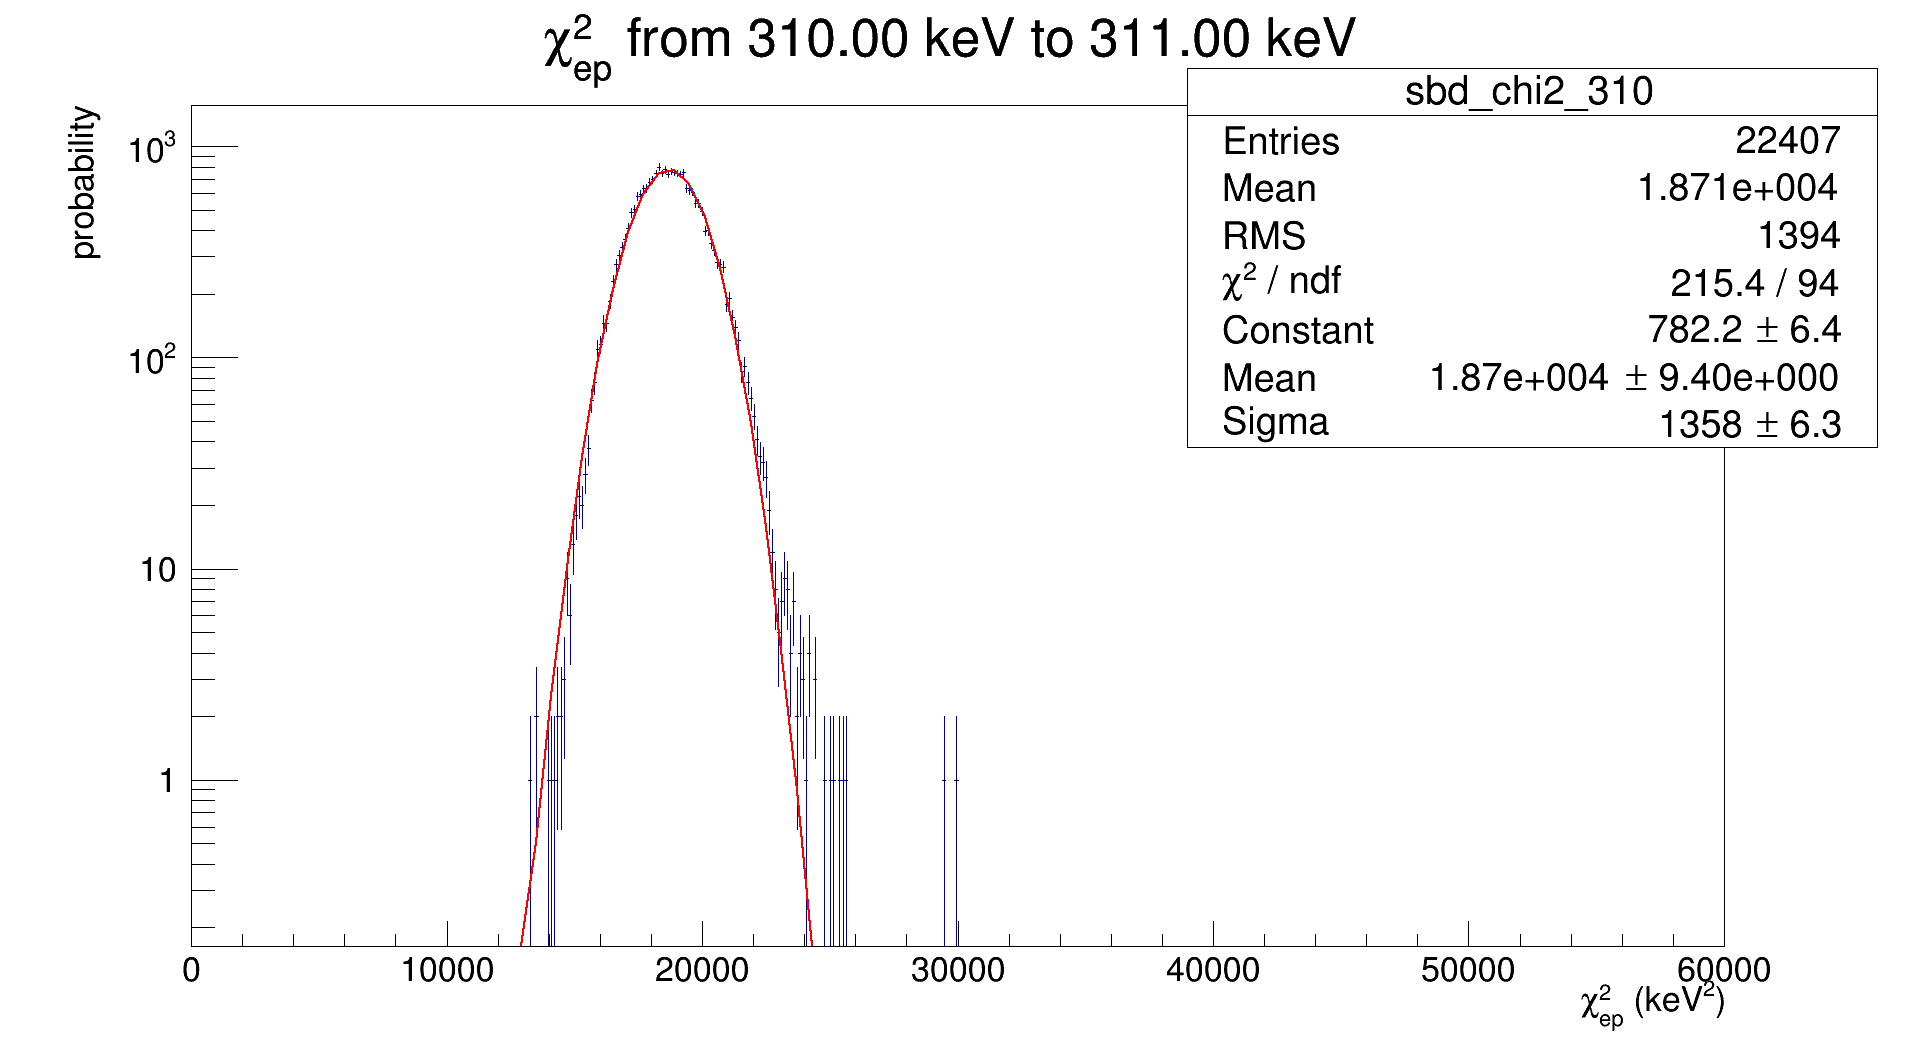 χ²ep from 310.00 keV to 311.00 keV
sbd_chi2_310
Entries 22407
Mean 1.871e+004
RMS 1394
χ² / ndf 215.4 / 94
Constant 782.2 ± 6.4
Mean 1.87e+004 ± 9.40e+000
Sigma 1358 ± 6.3
probability
10³
10²
10
1
0 10000 20000 30000 40000 50000 60000
χ²ep (keV²)